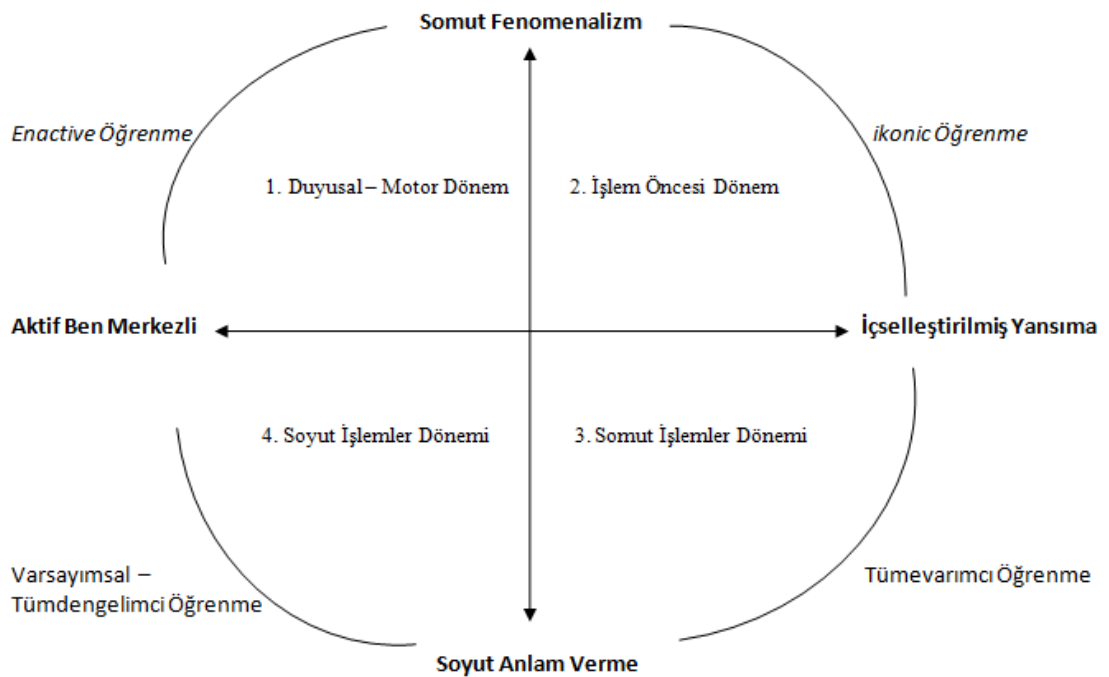 Somut Fenomenalizm
Enactive Öğrenme
ikonic Öğrenme
1. Duyusal – Motor Dönem
2. İşlem Öncesi Dönem
Aktif Ben Merkezli
İçselleştirilmiş Yansıma
4. Soyut İşlemler Dönemi
3. Somut İşlemler Dönemi
Varsayımsal –
Tümdengelimci Öğrenme
Tümevarımcı Öğrenme
Soyut Anlam Verme